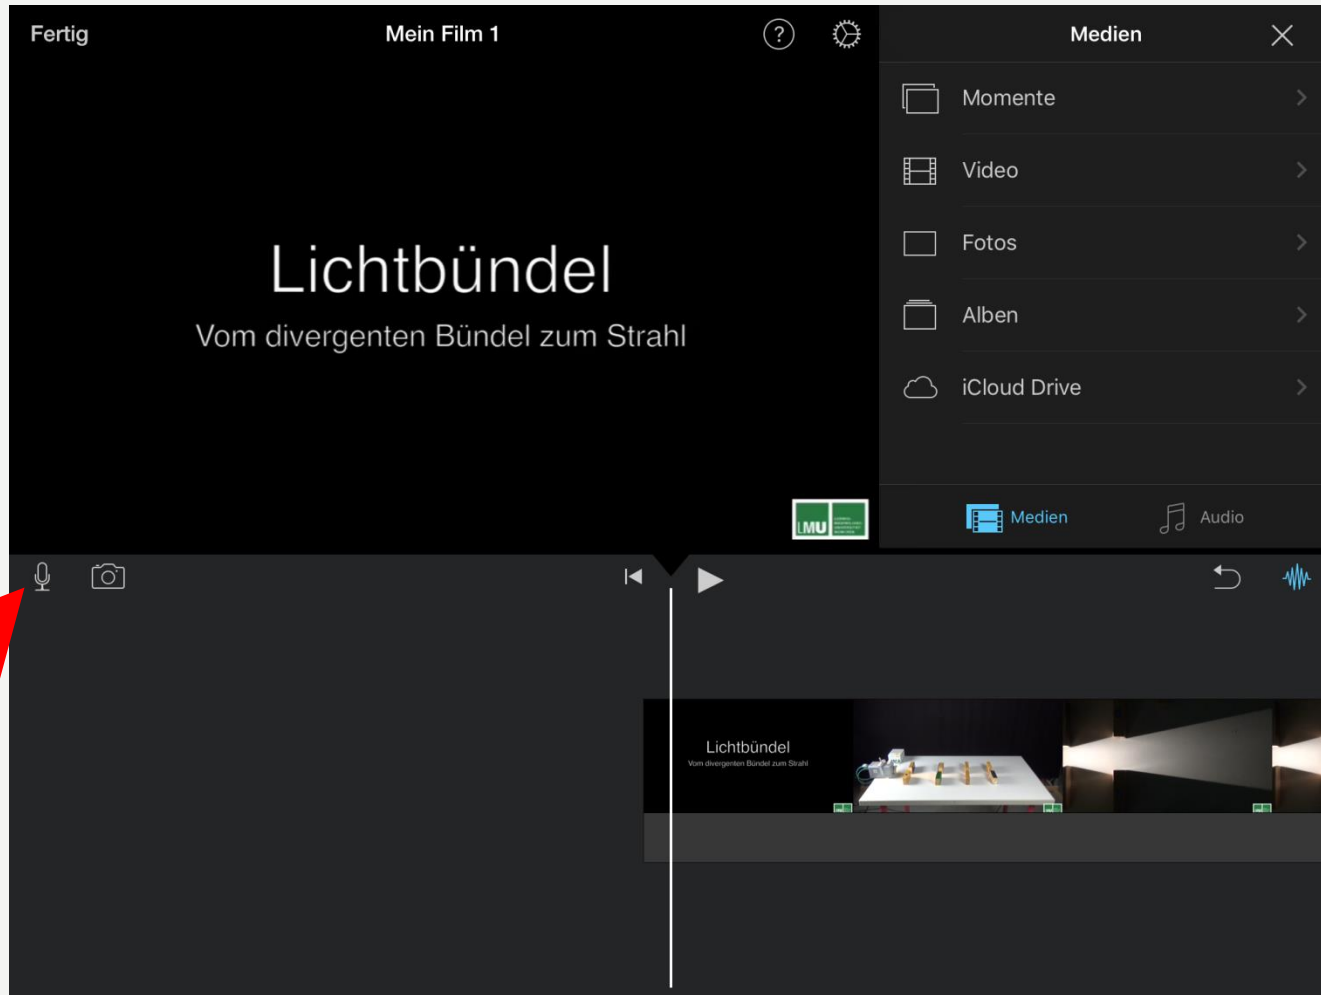 Fertig
Mein Film 1
?
Medien
Momente
Video
Fotos
Alben
iCloud Drive
Lichtbündel
Vom divergenten Bündel zum Strahl
LMU
Medien
Audio
Lichtbündel
Vom divergenten Bündel zum Strahl